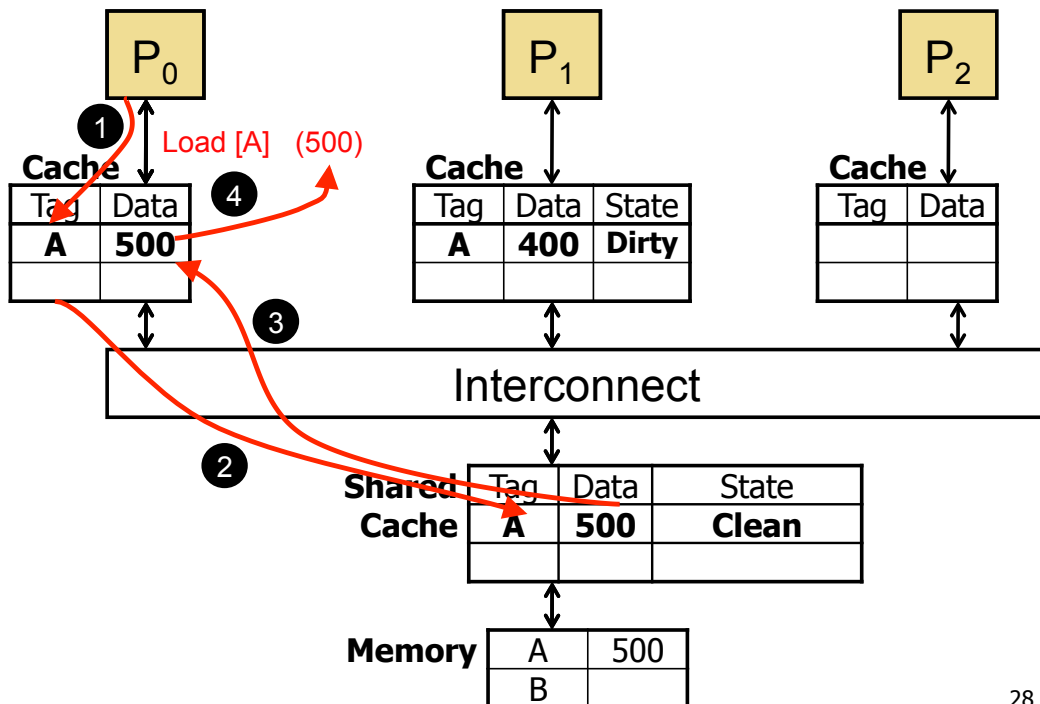 P0 P1 P2
1 Load [A] (500)
Cache Cache Cache
4
Tag Data Tag Data State Tag Data
A 500 A 400 Dirty
3
Interconnect
2
Shared Tag Data State
Cache A 500 Clean
Memory A 500
B
28